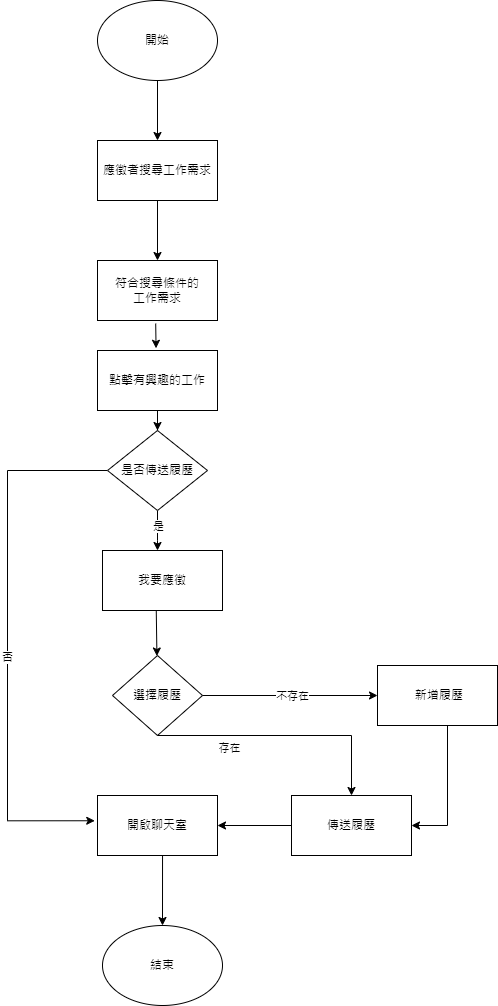 開始
應徵者搜尋工作需求
符合搜尋條件的
工作需求
點擊有興趣的工作
是否傳送履歷
是
我要應徵
否
選擇履歷
不存在
新增履歷
存在
開啟聊天室
傳送履歷
結束